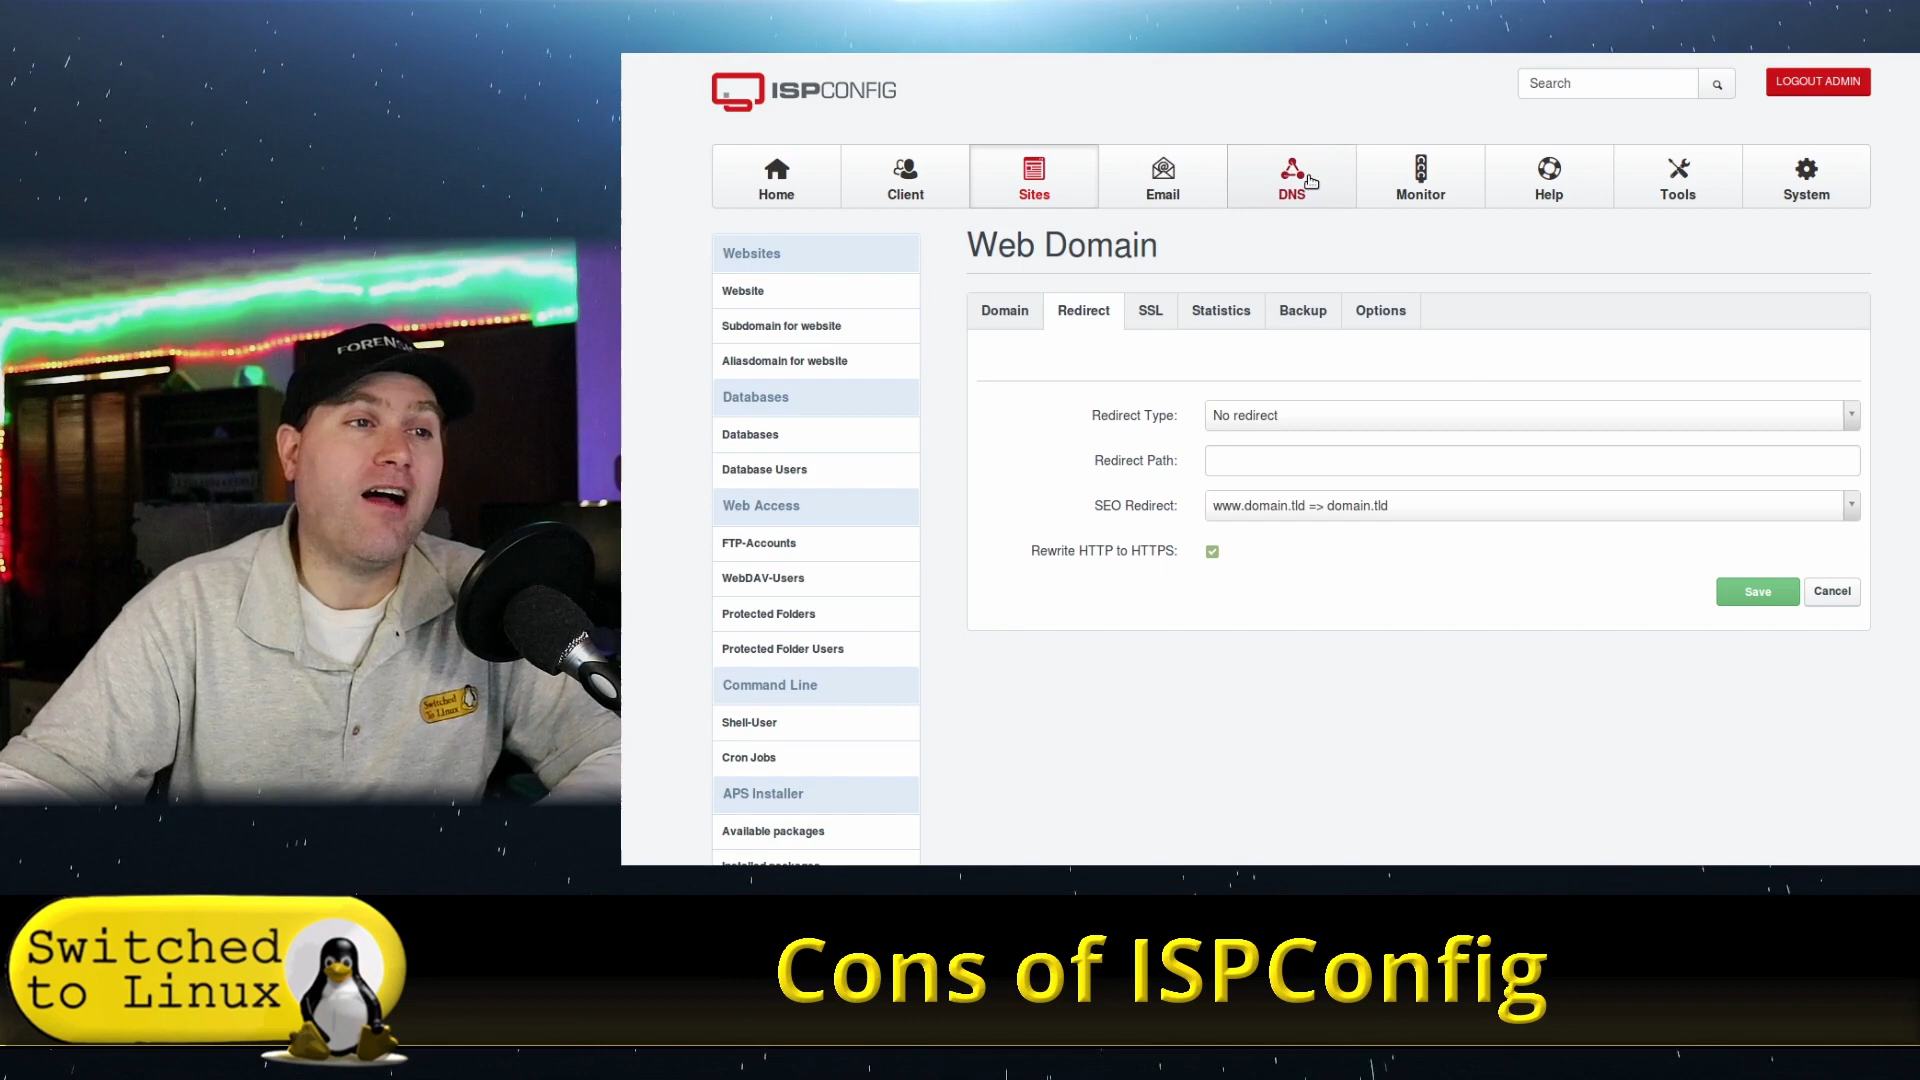 ISPCONFIG
Search
LOGOUT ADMIN
Home
Client
Sites
Email
DNS
Monitor
Help
Tools
System
Web Domain
Websites
Website
Subdomain for website
Aliasdomain for website
Databases
Databases
Database Users
Web Access
FTP-Accounts
WebDAV-Users
Protected Folders
Protected Folder Users
Command Line
Shell-User
Cron Jobs
APS Installer
Available packages
Domain
Redirect
SSL
Statistics
Backup
Options
Redirect Type:
No redirect
Redirect Path:
SEO Redirect:
www.domain.tld => domain.tld
Rewrite HTTP to HTTPS:
Save
Cancel
Switched
To Linux
Switched
to Linux
Cons of ISPConfig